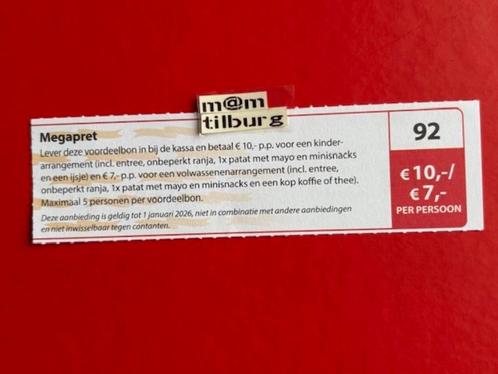 m@m
tilburg
Megapret
Lever deze voordeelbon in bij de kassa en betaal € 10,- p.p. voor een kinder-
arrangement (incl. entree, onbeperkt ranja, 1x patat met mayo en minisnacks
en een ijsje) en € 7,- p.p. voor een volwassenenarrangement (incl. entree,
onbeperkt ranja, 1x patat met mayo en minisnacks en een kop koffie of thee).
Maximaal 5 personen per voordeelbon.
Deze aanbieding is geldig tot 1 januari 2026, niet in combinatie met andere aanbiedingen
en niet inwisselbaar tegen contanten.
92
€ 10,-/
€ 7,-
PER PERSOON